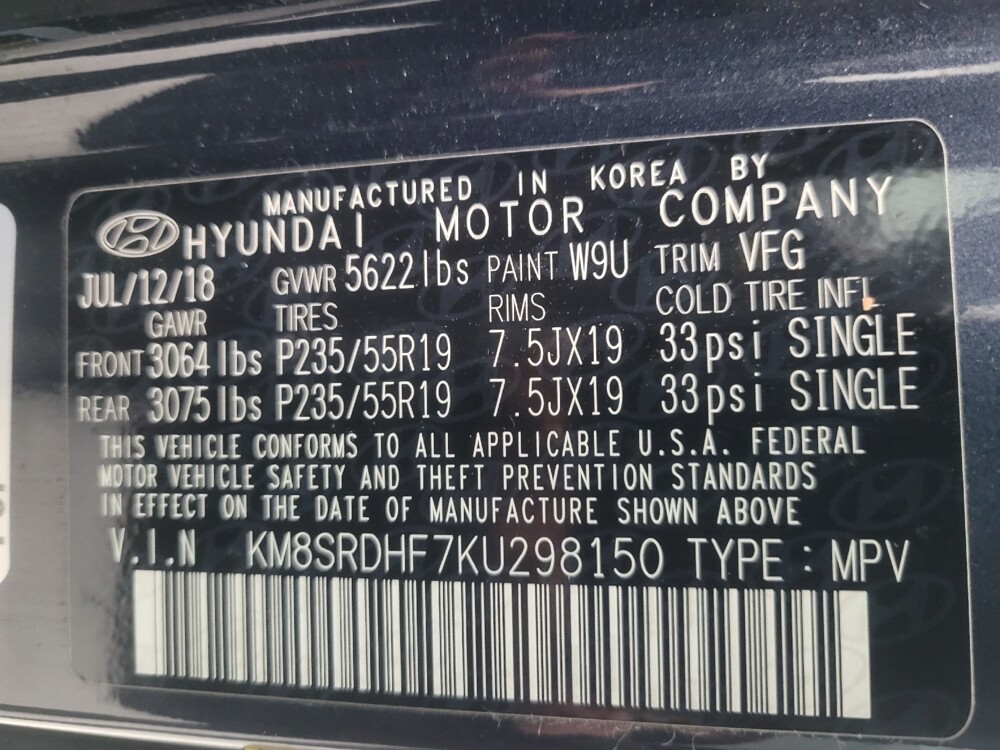 MANUFACTURED IN KOREA BY
HYUNDAI MOTOR COMPANY
JUL/12/18 GVWR 5622lbs PAINT W9U TRIM VFG
GAWR TIRES RIMS COLD TIRE INFL
FRONT 3064lbs P235/55R19 7.5JX19 33psi SINGLE
REAR 3075lbs P235/55R19 7.5JX19 33psi SINGLE
THIS VEHICLE CONFORMS TO ALL APPLICABLE U.S.A. FEDERAL
MOTOR VEHICLE SAFETY AND THEFT PREVENTION STANDARDS
IN EFFECT ON THE DATE OF MANUFACTURE SHOWN ABOVE
V.I.N KM8SRDHF7KU298150 TYPE : MPV